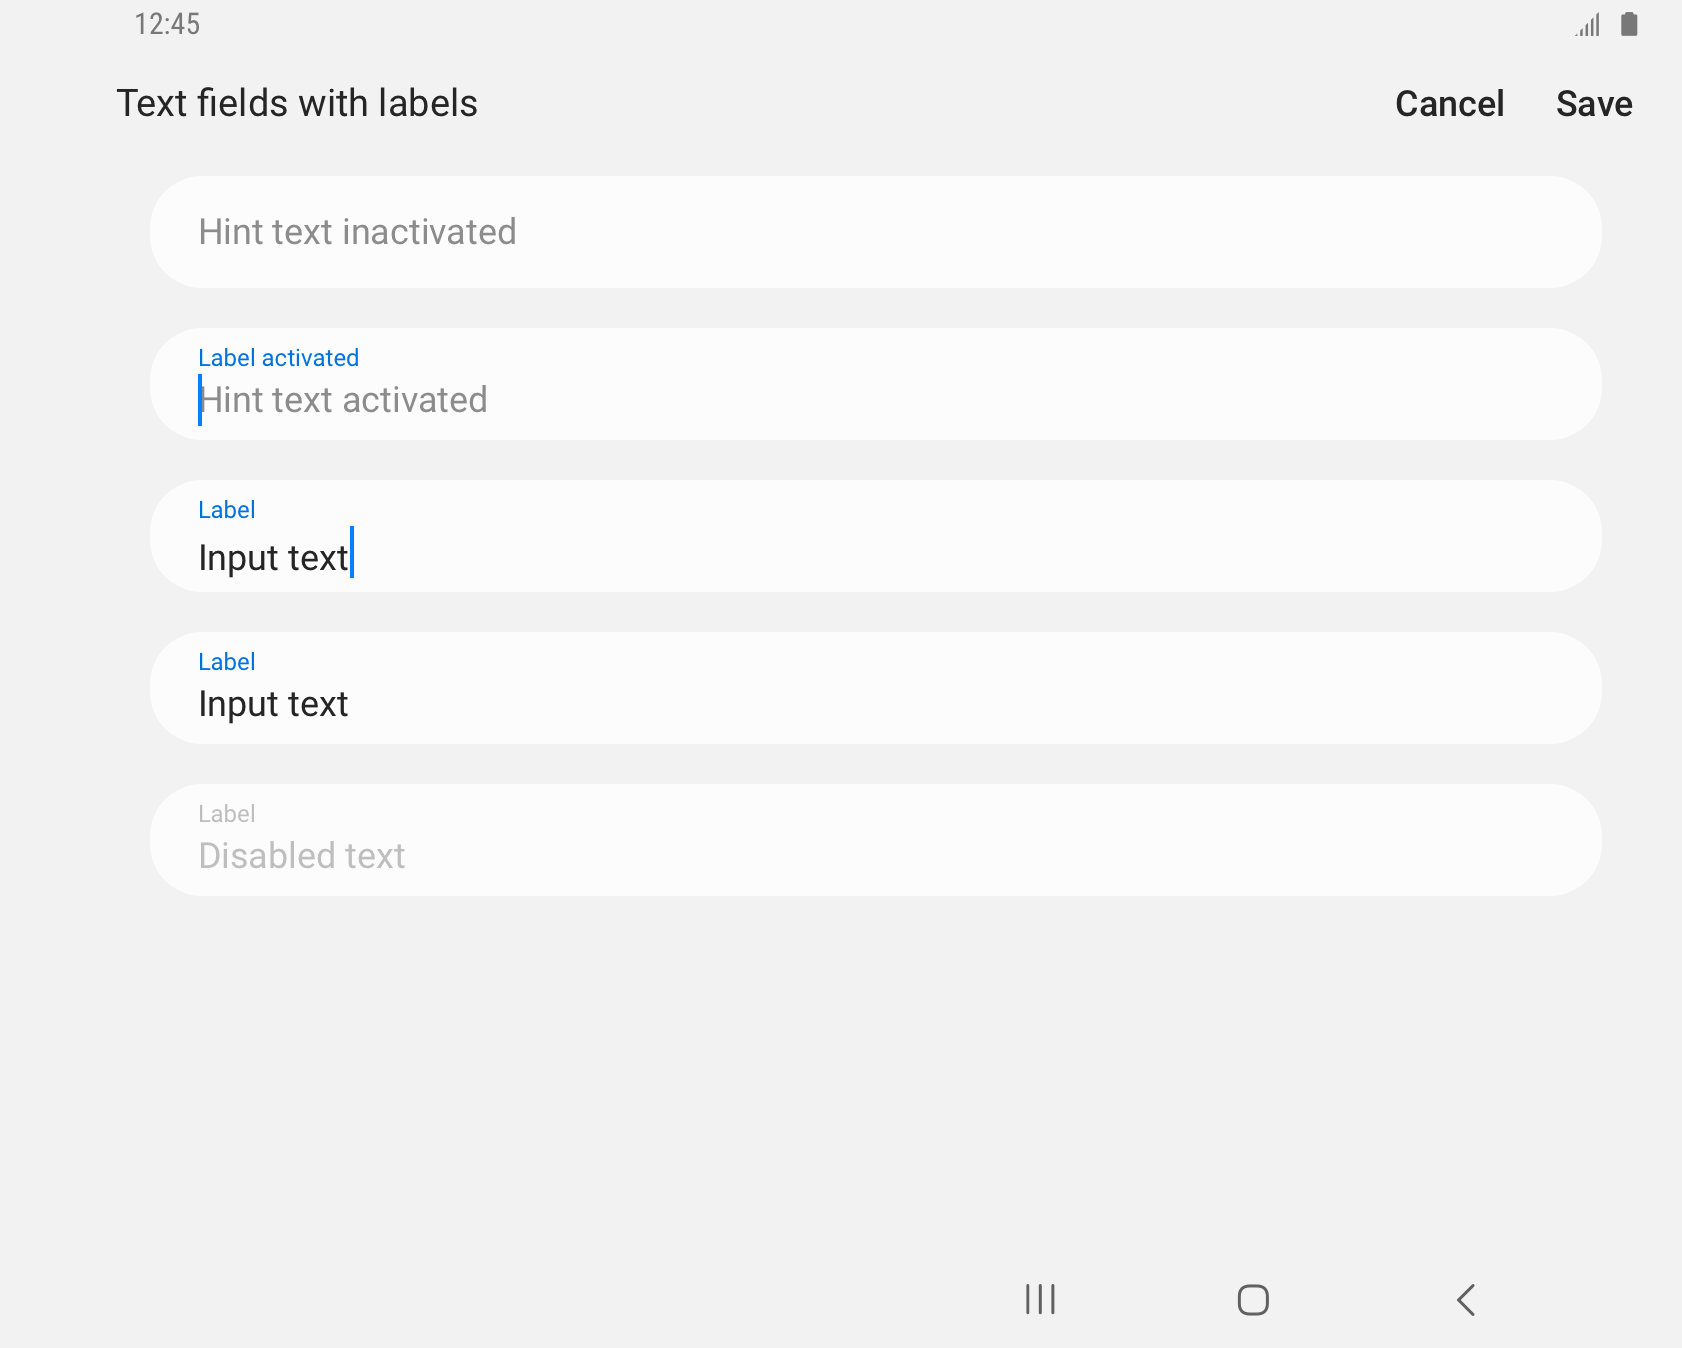 12:45
Text fields with labels
Cancel
Save
Hint text inactivated
Label activated
Hint text activated
Label
Input text
Label
Input text
Label
Disabled text